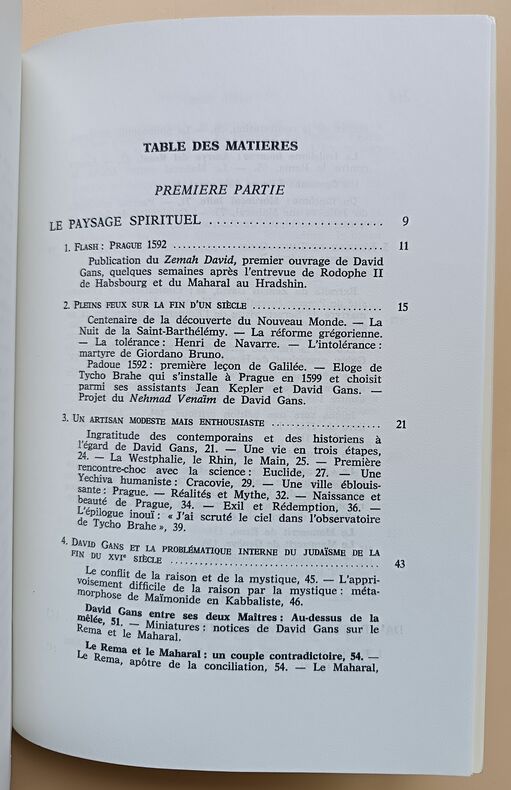 TABLE DES MATIERES
PREMIERE PARTIE
LE PAYSAGE SPIRITUEL ........................... 9
1. FLASH : PRAGUE 1592 ........................... 11
Publication du Zemah David, premier ouvrage de David
Gans, quelques semaines après l'entrevue de Rodophe II
de Habsbourg et du Maharal au Hradshin.
2. PLEINS FEUX SUR LA FIN D'UN SIÈCLE ........................... 15
Centenaire de la découverte du Nouveau Monde. — La
Nuit de la Saint-Barthélémy. — La réforme grégorienne.
— La tolérance : Henri de Navarre. — L'intolérance :
martyre de Giordano Bruno.
Padoue 1592 : première leçon de Galilée. — Eloge de
Tycho Brahe qui s'installe à Prague en 1599 et choisit
parmi ses assistants Jean Kepler et David Gans. —
Projet du Nehmad Venaïm de David Gans.
3. UN ARTISAN MODESTE MAIS ENTHOUSIASTE ........................... 21
Ingratitude des contemporains et des historiens à
l'égard de David Gans, 21. — Une vie en trois étapes,
24. — La Westphalie, le Rhin, le Main, 25. — Première
rencontre-choc avec la science : Euclide, 27. — Une
Yechiva humaniste : Cracovie, 29. — Une ville éblouis-
sante : Prague. — Réalités et Mythe, 32. — Naissance et
beauté de Prague, 34. — Exil et Rédemption, 36. —
L'épilogue inouï : « J'ai scruté le ciel dans l'observatoire
de Tycho Brahe », 39.
4. DAVID GANS ET LA PROBLÉMATIQUE INTERNE DU JUDAÏSME DE LA
FIN DU XVIe SIÈCLE ........................... 43
Le conflit de la raison et de la mystique, 45. — L'appri-
voisement difficile de la raison par la mystique : méta-
morphose de Maïmonide en Kabbaliste, 46.
David Gans entre ses deux Maîtres : Au-dessus de la
mêlée, 51. — Miniatures : notices de David Gans sur le
Rema et le Maharal.
Le Rema et le Maharal : un couple contradictoire, 54. —
Le Rema, apôtre de la conciliation, 54. — Le Maharal,